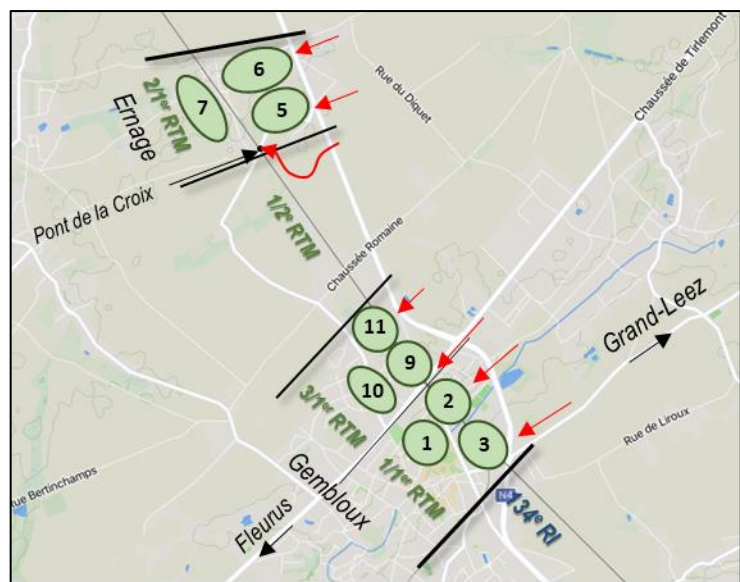 6
7
5
2/1er RTM
Ernage
Rue du Diquet
Chaussée de Tirlemont
Pont de la Croix
1/2e RTM
Chaussée Romaine
11
9
10
2
1
3
Grand-Leez
3/1er RTM
1/1er RTM
Rue de Liroux
Rue Bertinchamps
Gembloux
Fleurus
N4
134e RI